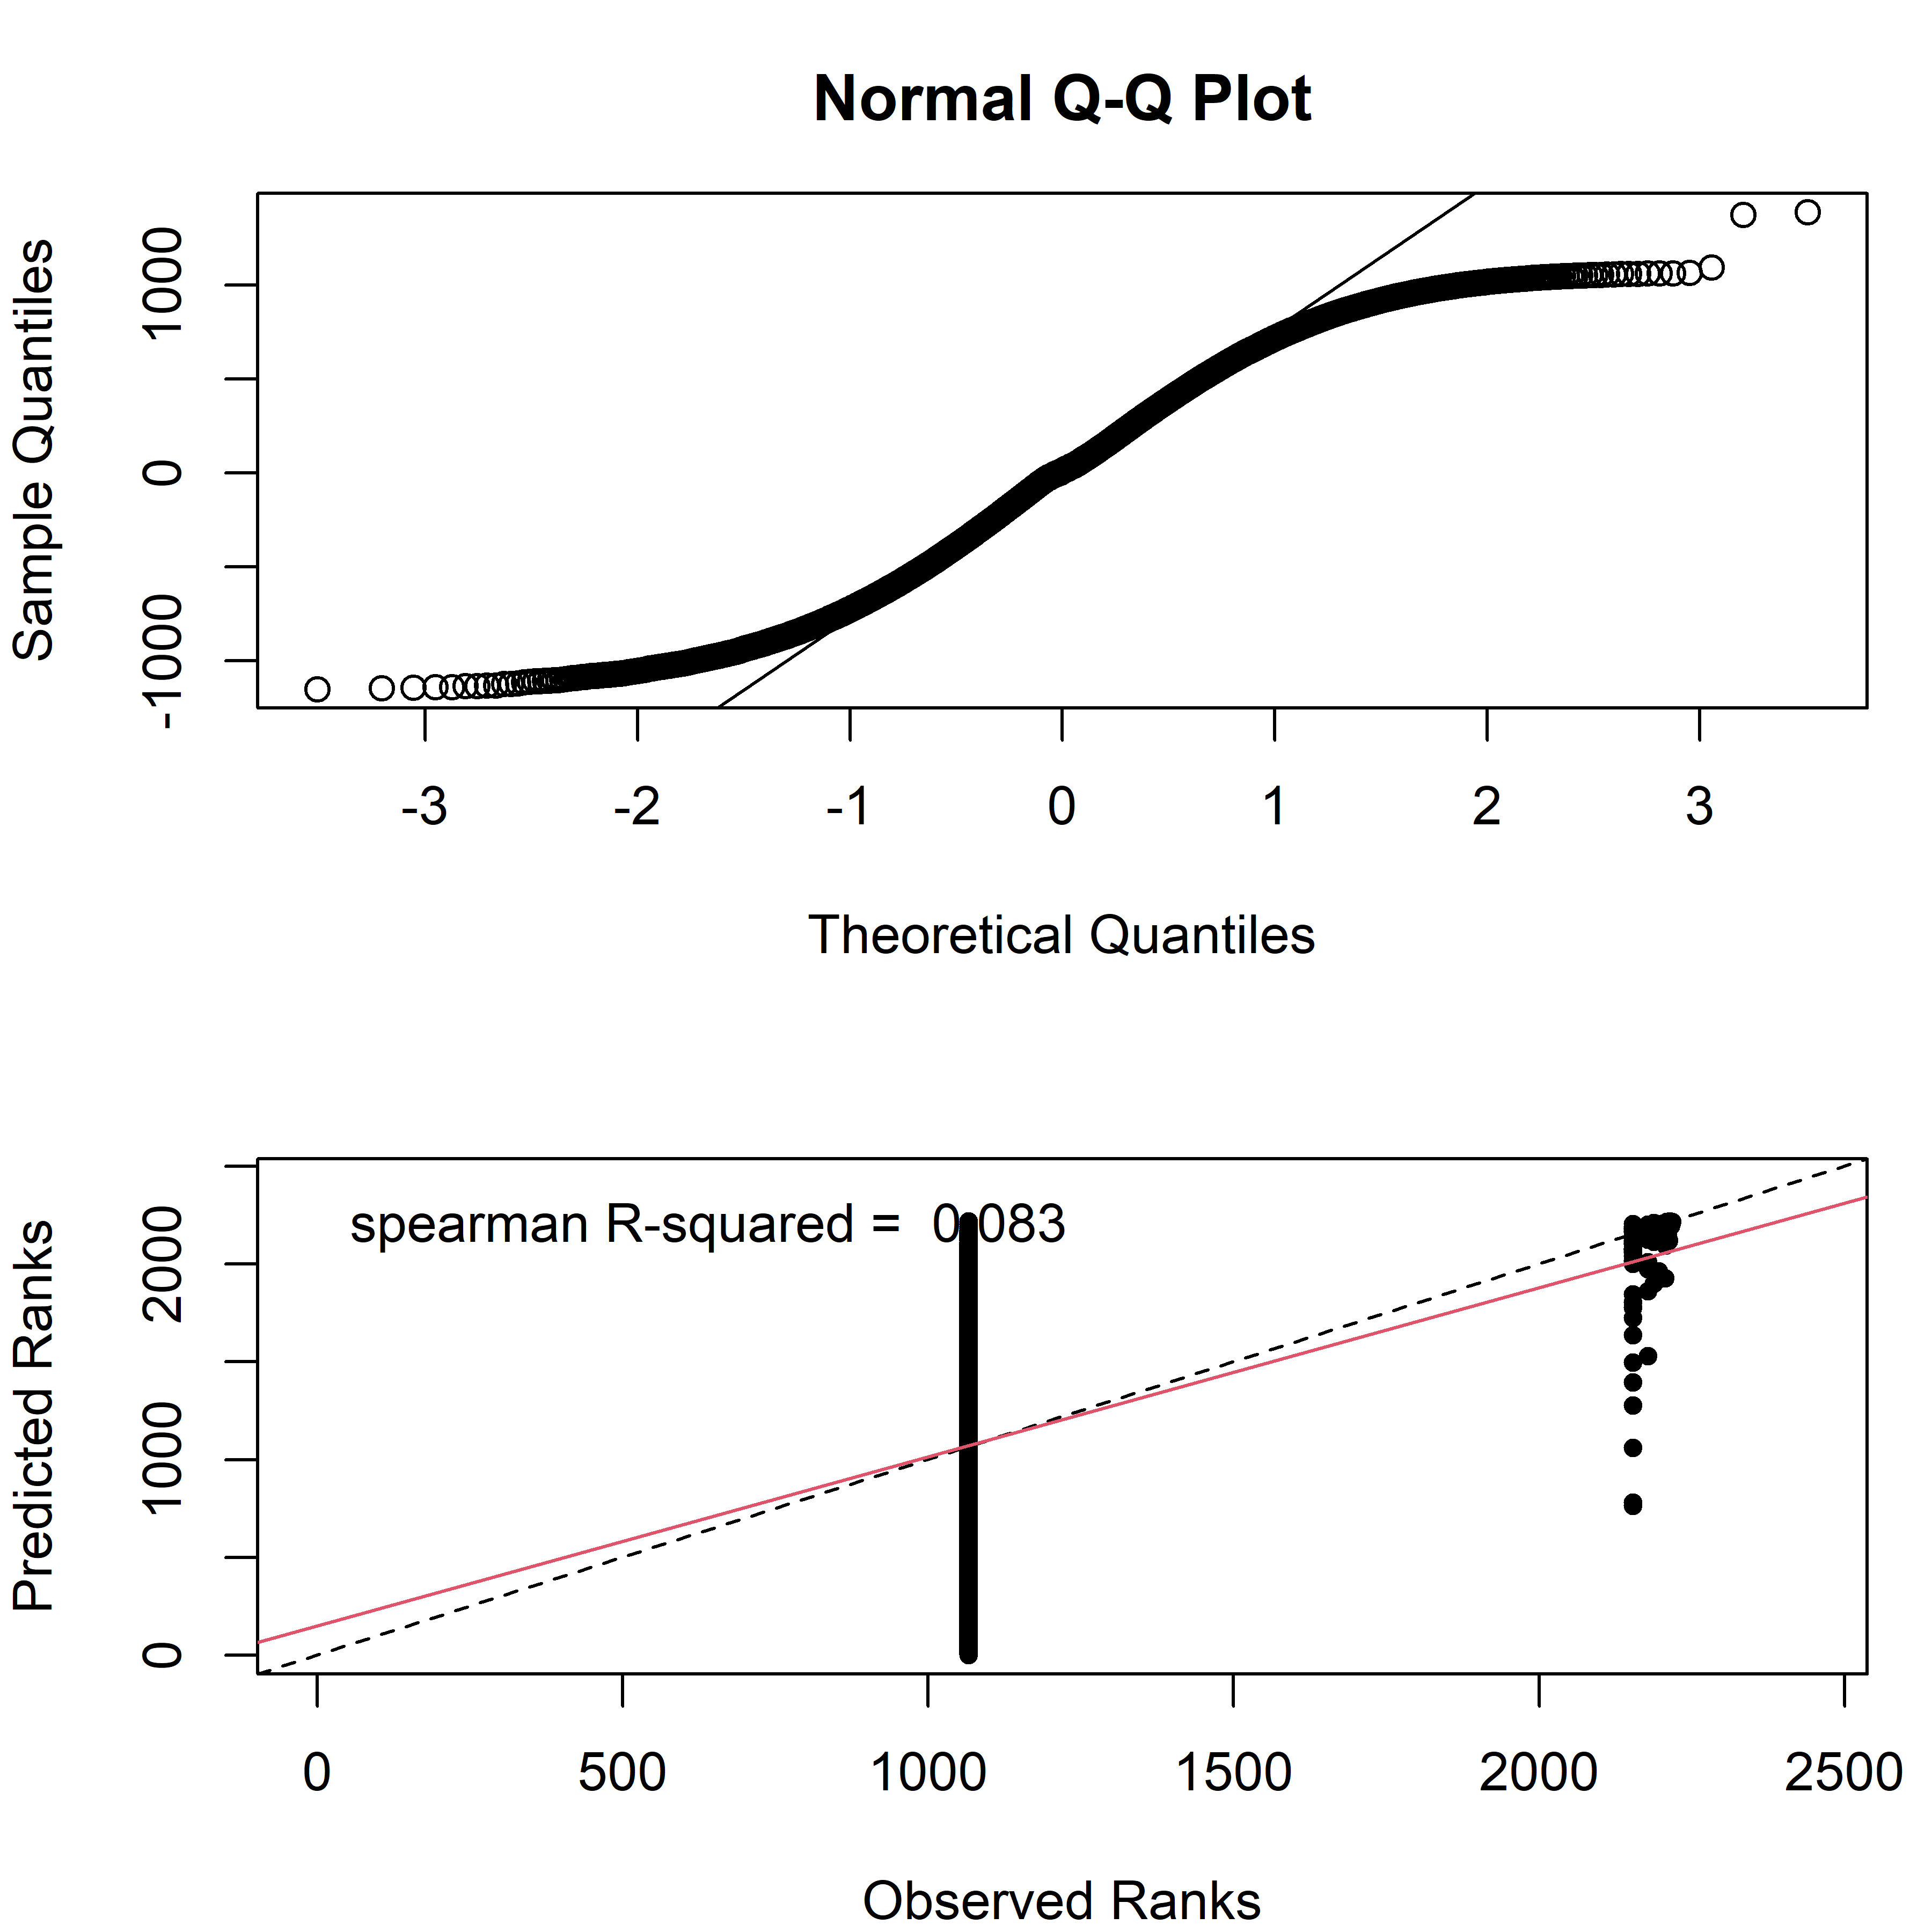 Normal Q-Q Plot
Sample Quantiles
1000
0
-1000
-3 -2 -1 0 1 2 3
Theoretical Quantiles
spearman R-squared = 0.083
Predicted Ranks
2000
1000
0
0 500 1000 1500 2000 2500
Observed Ranks